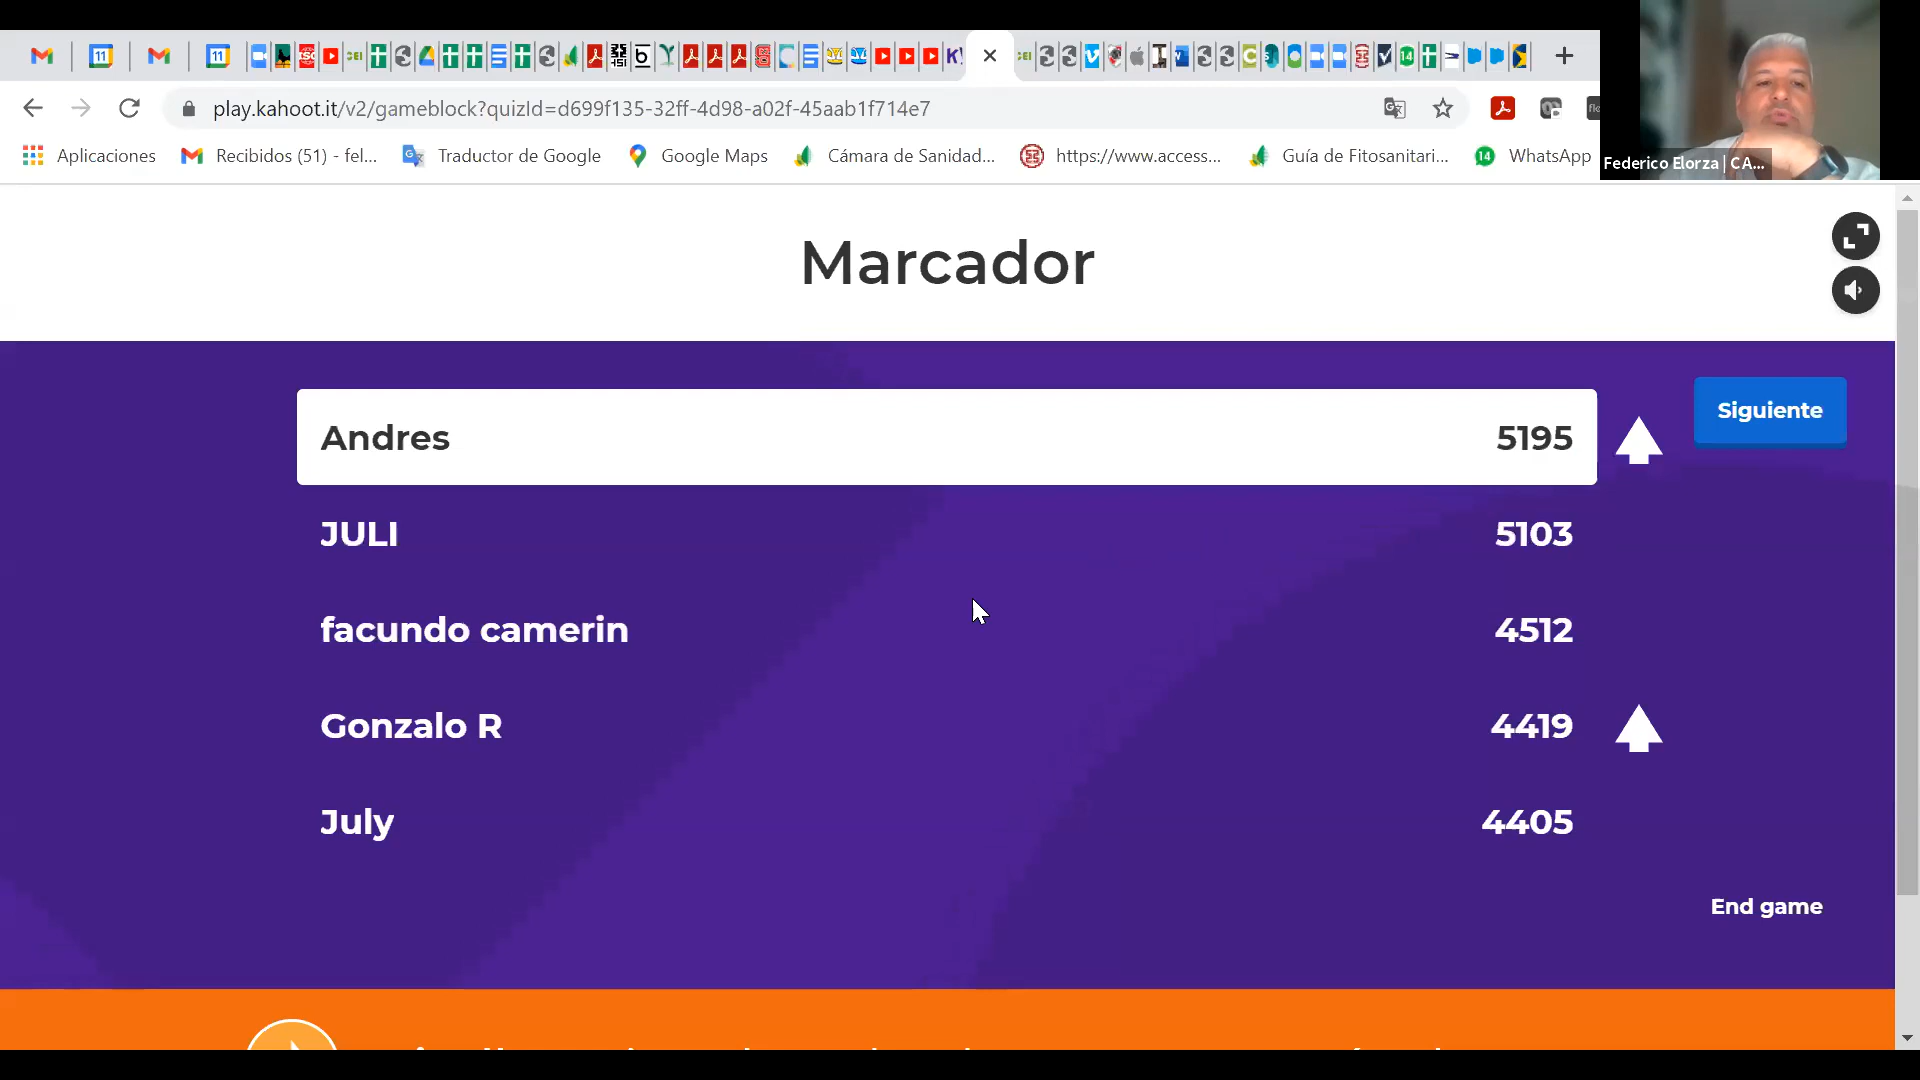 play.kahoot.it/v2/gameblock?quizId=d699f135-32ff-4d98-a02f-45aab1f714e7
Aplicaciones
Recibidos (51) - fel...
Traductor de Google
Google Maps
Cámara de Sanidad...
https://www.access...
Guía de Fitosanitari...
14
WhatsApp
Federico Elorza | CA...
Marcador
Siguiente
Andres 5195
JULI 5103
facundo camerin 4512
Gonzalo R 4419
July 4405
End game